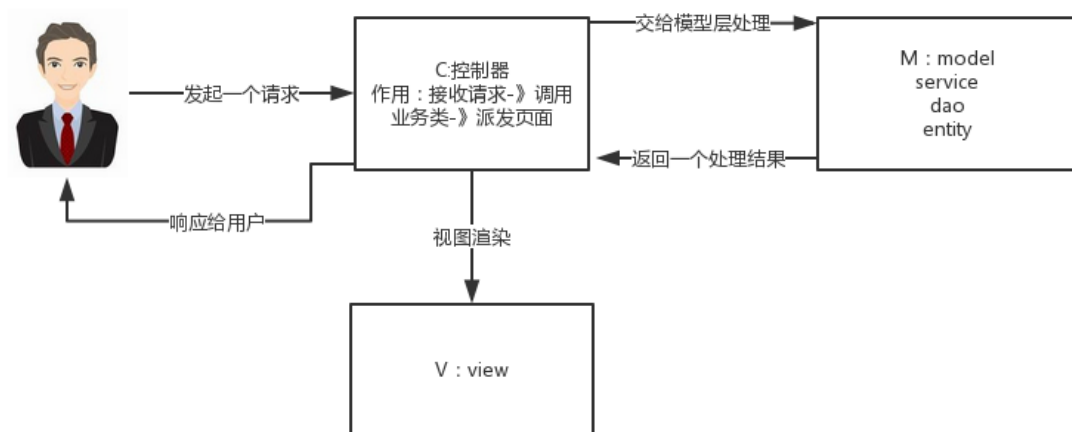 发起一个请求
C:控制器
作用：接收请求-》调用
业务类-》派发页面
交给模型层处理
M：model
service
dao
entity
返回一个处理结果
响应给用户
视图渲染
V：view